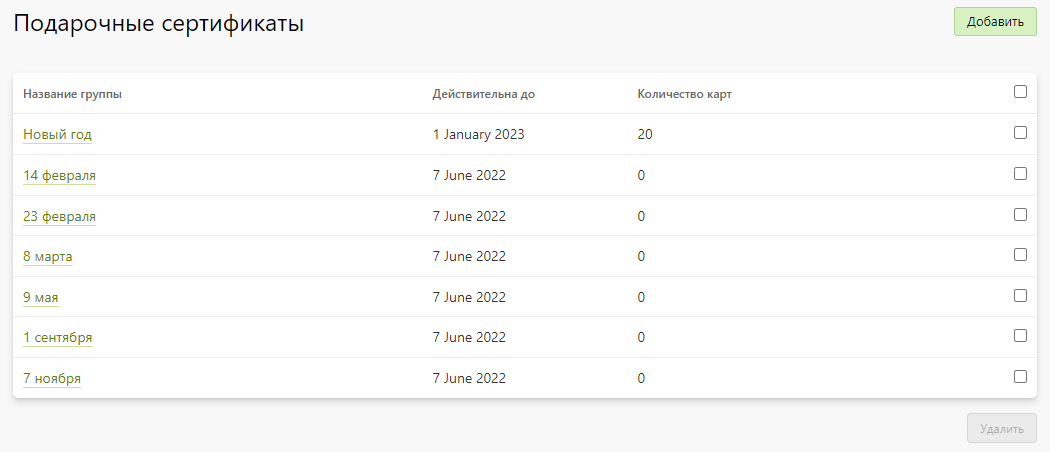 Подарочные сертификаты
Добавить
Название группы Действительна до Количество карт
Новый год 1 January 2023 20
14 февраля 7 June 2022 0
23 февраля 7 June 2022 0
8 марта 7 June 2022 0
9 мая 7 June 2022 0
1 сентября 7 June 2022 0
7 ноября 7 June 2022 0
Удалить